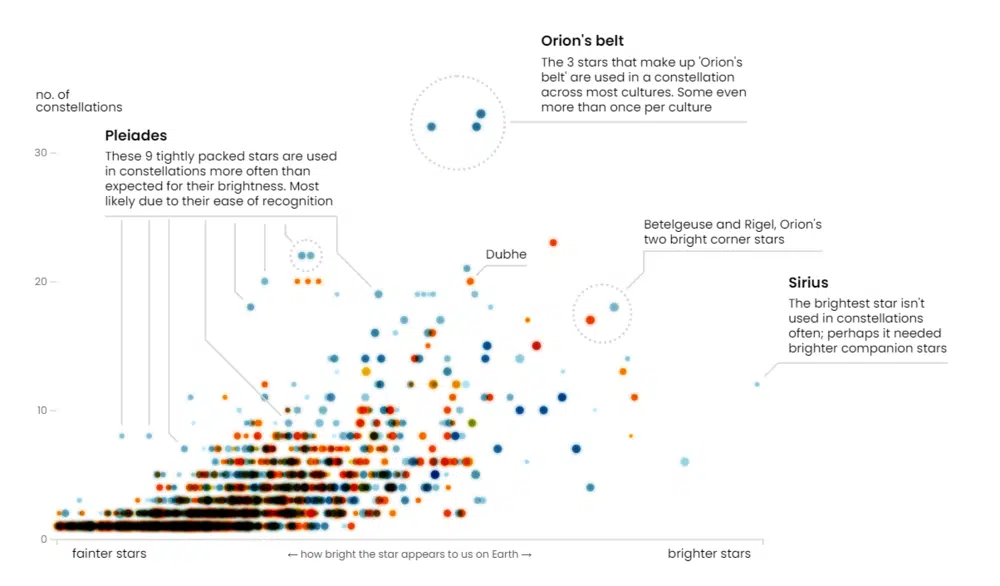 Orion's belt
The 3 stars that make up 'Orion's
belt' are used in a constellation
across most cultures. Some even
more than once per culture
no. of
constellations
Pleiades
These 9 tightly packed stars are used
in constellations more often than
expected for their brightness. Most
likely due to their ease of recognition
30
Betelgeuse and Rigel, Orion's
two bright corner stars
Dubhe
20
Sirius
The brightest star isn't
used in constellations
often; perhaps it needed
brighter companion stars
10
0
fainter stars
← how bright the star appears to us on Earth →
brighter stars